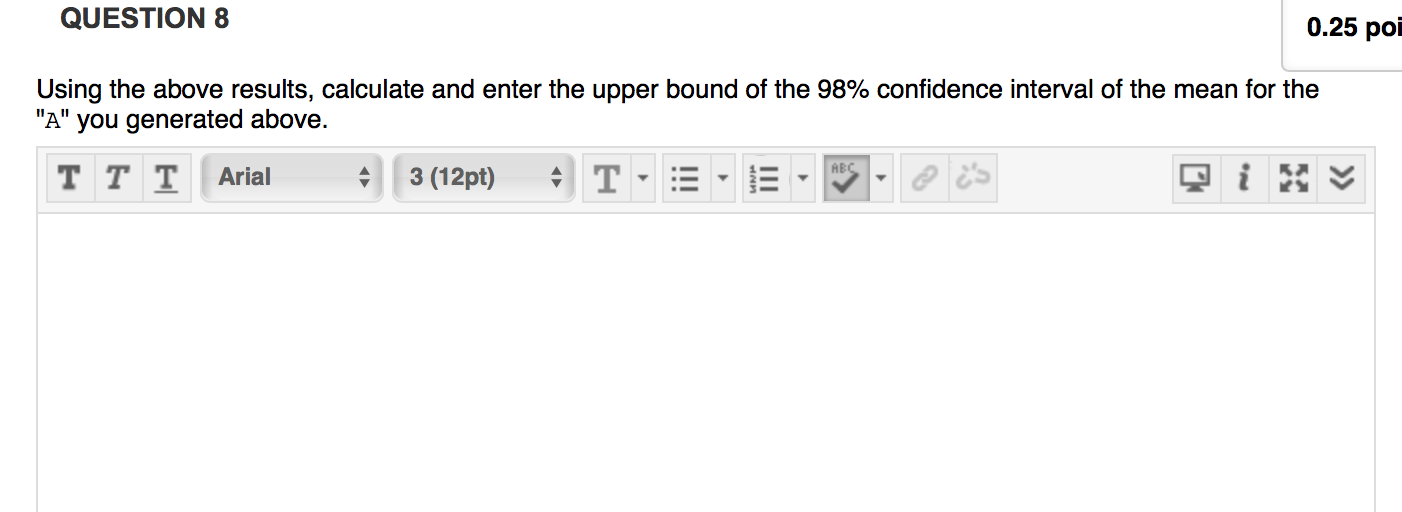 QUESTION 8
0.25 poi
Using the above results, calculate and enter the upper bound of the 98% confidence interval of the mean for the
"A" you generated above.
T T T Arial 3 (12pt) T ABC i